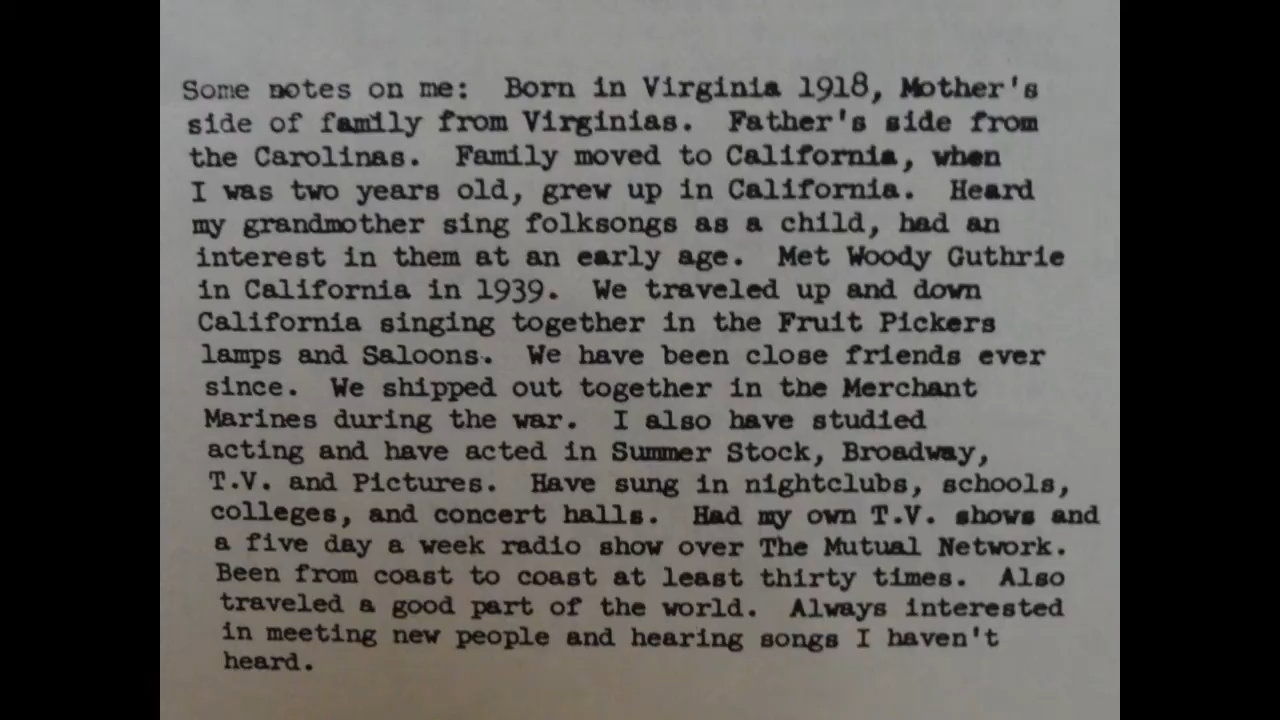 Some notes on me:  Born in Virginia 1918, Mother's
side of family from Virginias.  Father's side from
the Carolinas.  Family moved to California, when
I was two years old, grew up in California.  Heard
my grandmother sing folksongs as a child, had an
interest in them at an early age.  Met Woody Guthrie
in California in 1939.  We traveled up and down
California singing together in the Fruit Pickers
lamps and Saloons.  We have been close friends ever
since.  We shipped out together in the Merchant
Marines during the war.  I also have studied
acting and have acted in Summer Stock, Broadway,
T.V. and Pictures.  Have sung in nightclubs, schools,
colleges, and concert halls.  Had my own T.V. shows and
a five day a week radio show over The Mutual Network.
Been from coast to coast at least thirty times.  Also
traveled a good part of the world.  Always interested
in meeting new people and hearing songs I haven't
heard.